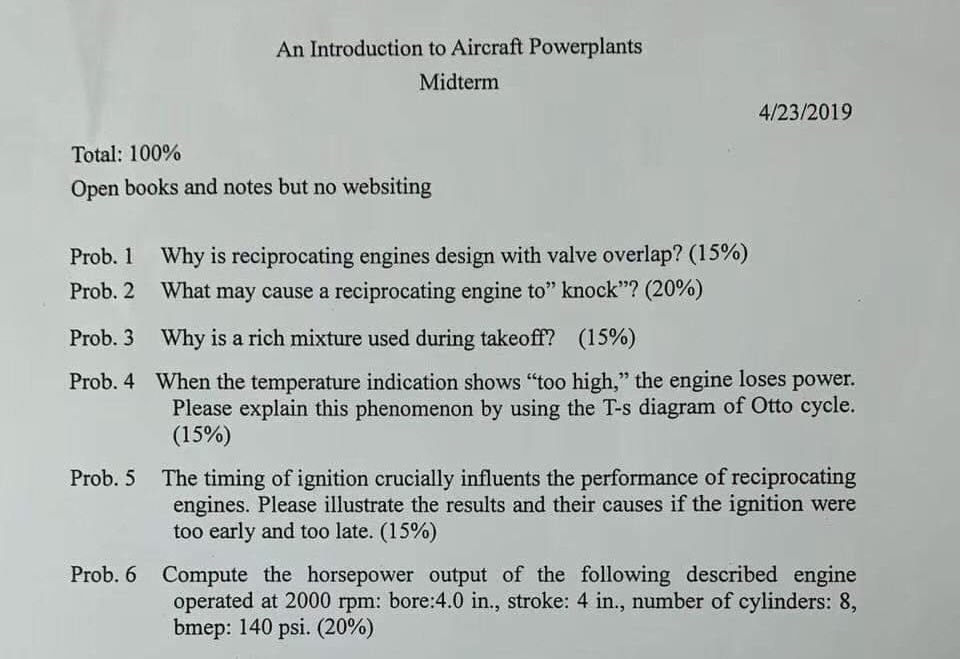 An Introduction to Aircraft Powerplants
Midterm
4/23/2019
Total: 100%
Open books and notes but no websiting
Prob. 1 Why is reciprocating engines design with valve overlap? (15%)
Prob. 2 What may cause a reciprocating engine to” knock”? (20%)
Prob. 3 Why is a rich mixture used during takeoff? (15%)
Prob. 4 When the temperature indication shows “too high,” the engine loses power.
Please explain this phenomenon by using the T-s diagram of Otto cycle.
(15%)
Prob. 5 The timing of ignition crucially influents the performance of reciprocating
engines. Please illustrate the results and their causes if the ignition were
too early and too late. (15%)
Prob. 6 Compute the horsepower output of the following described engine
operated at 2000 rpm: bore:4.0 in., stroke: 4 in., number of cylinders: 8,
bmep: 140 psi. (20%)